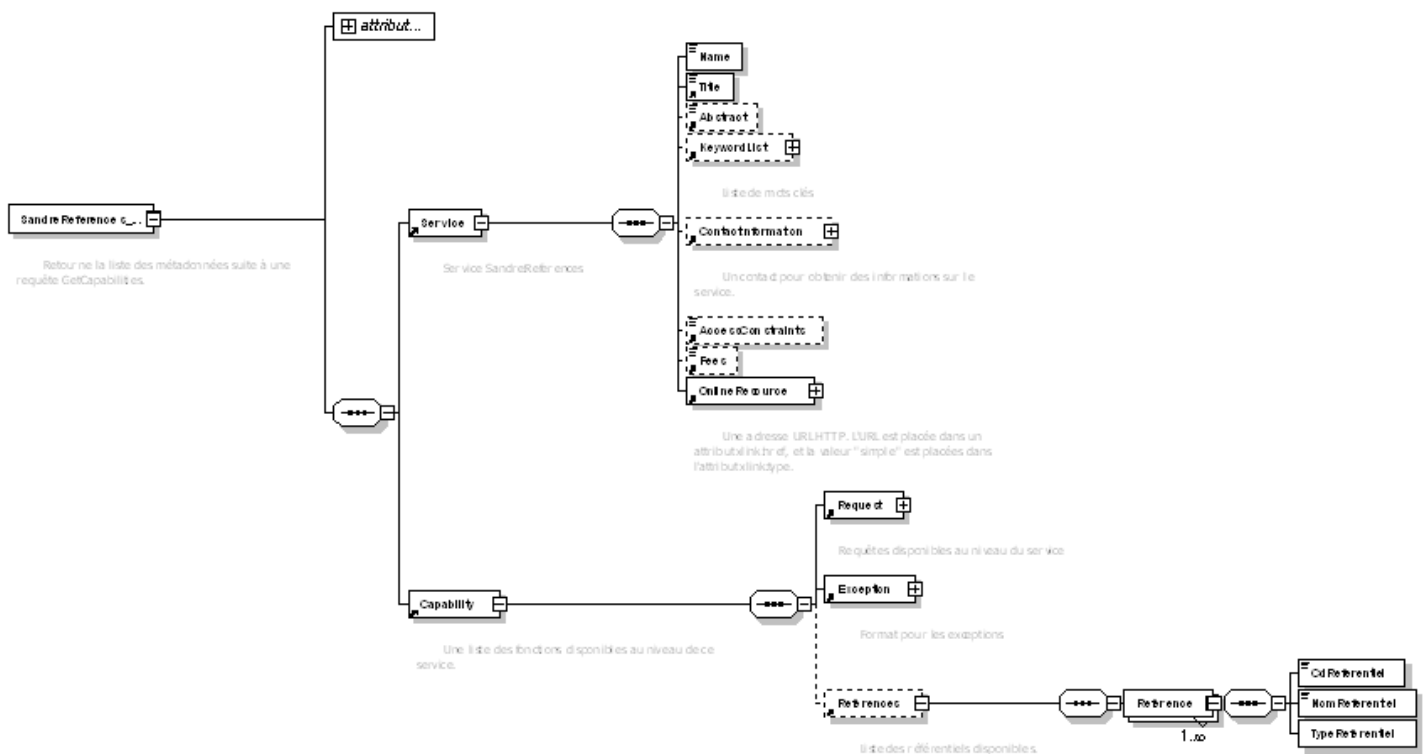 attribut...
Name
Title
Abstract
KeywordList
liste de mots clés
SandreReferences_...
Service
ContactInformation
Retourne la liste des métadonnées suite à une
requête GetCapabilities.
Service SandreReferences
Un contact pour obtenir des informations sur le
service.
AccessConstraints
Fees
OnlineResource
Une adresse URL HTTP. L'URL est placée dans un
attribut xlink:href, et la valeur "simple" est placées dans
l'attribut xlink:type.
Request
Requêtes disponibles au niveau du service
Exception
Capability
Format pour les exceptions
Une liste des fonctions disponibles au niveau de ce
service.
CdReferentiel
References
Reference
NomReferentiel
TypeReferentiel
1..∞
liste des référentiels disponibles.